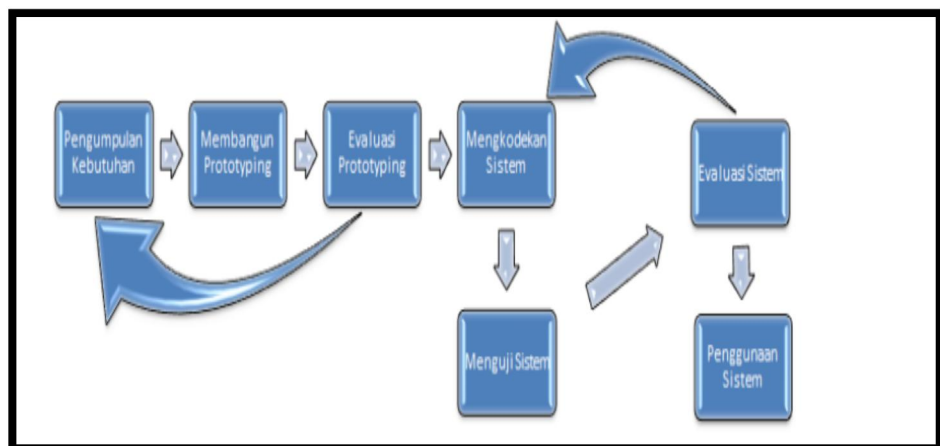 Pengumpulan
Kebutuhan
Membangun
Prototyping
Evaluasi
Prototyping
Mengkodekan
Sistem
Menguji Sistem
Evaluasi Sistem
Penggunaan
Sistem